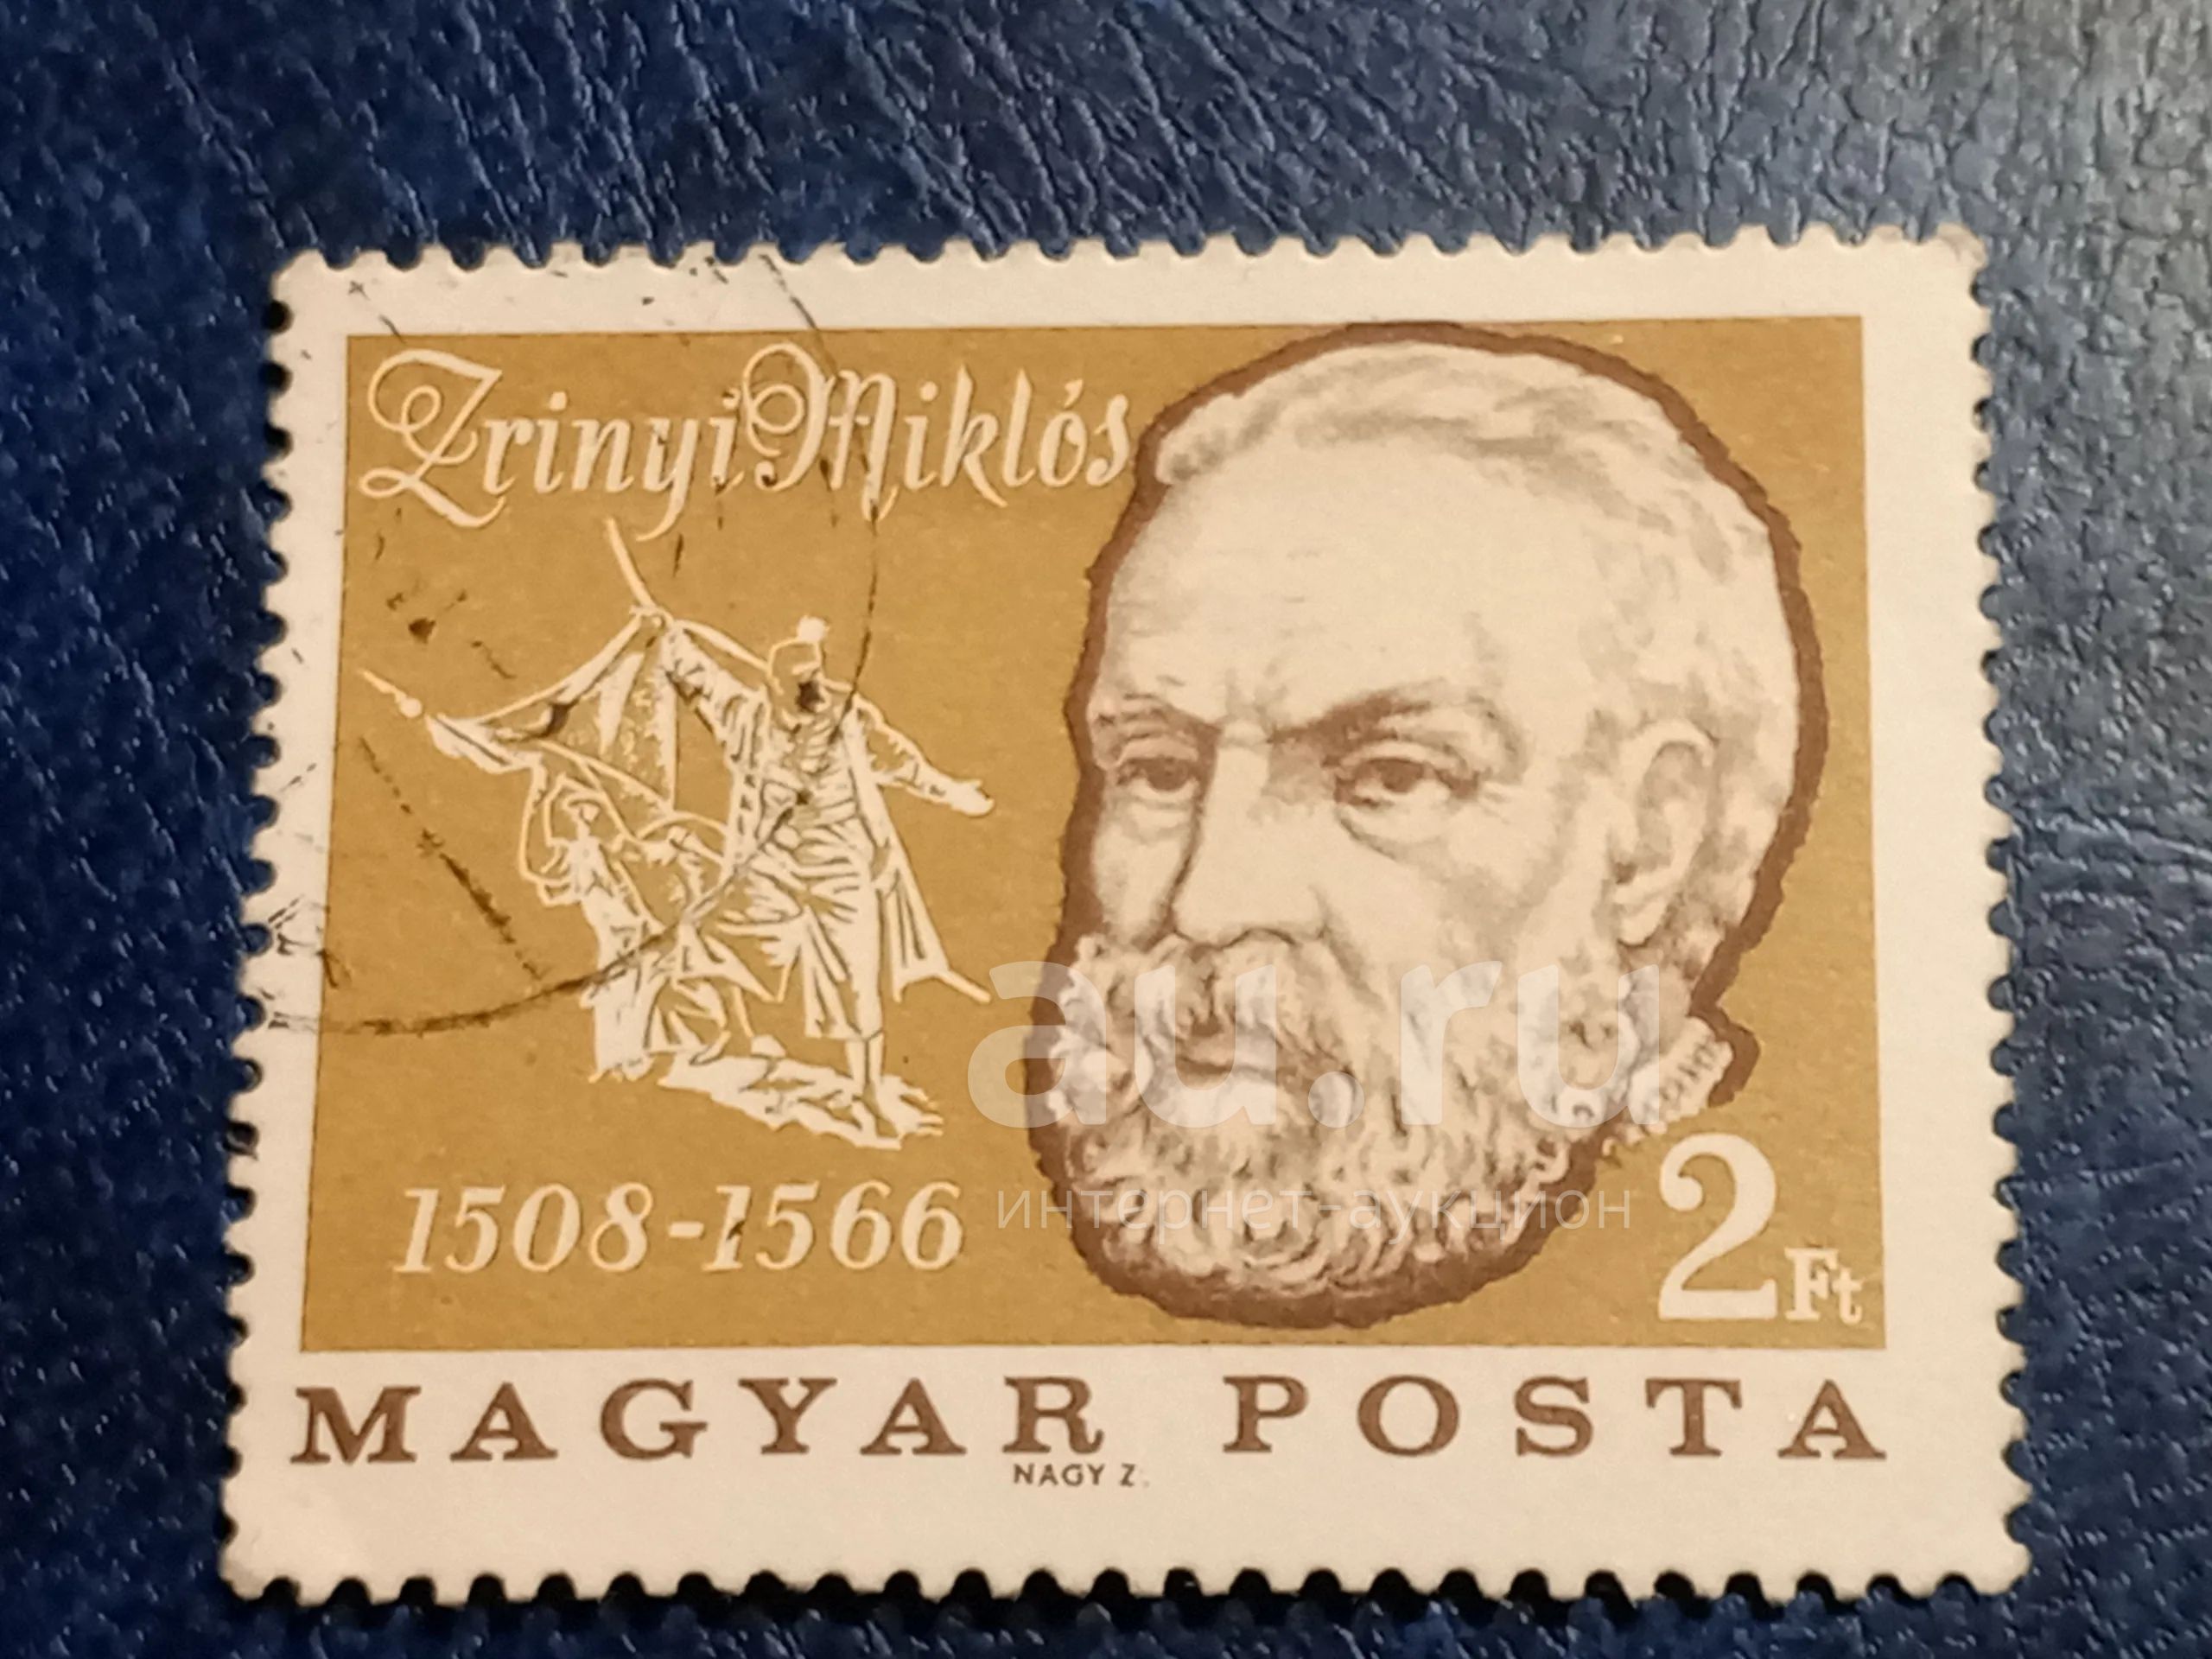 Zrinyi Miklós
au.ru
интернет-аукцион
1508-1566
2 Ft
MAGYAR POSTA
NAGY Z.